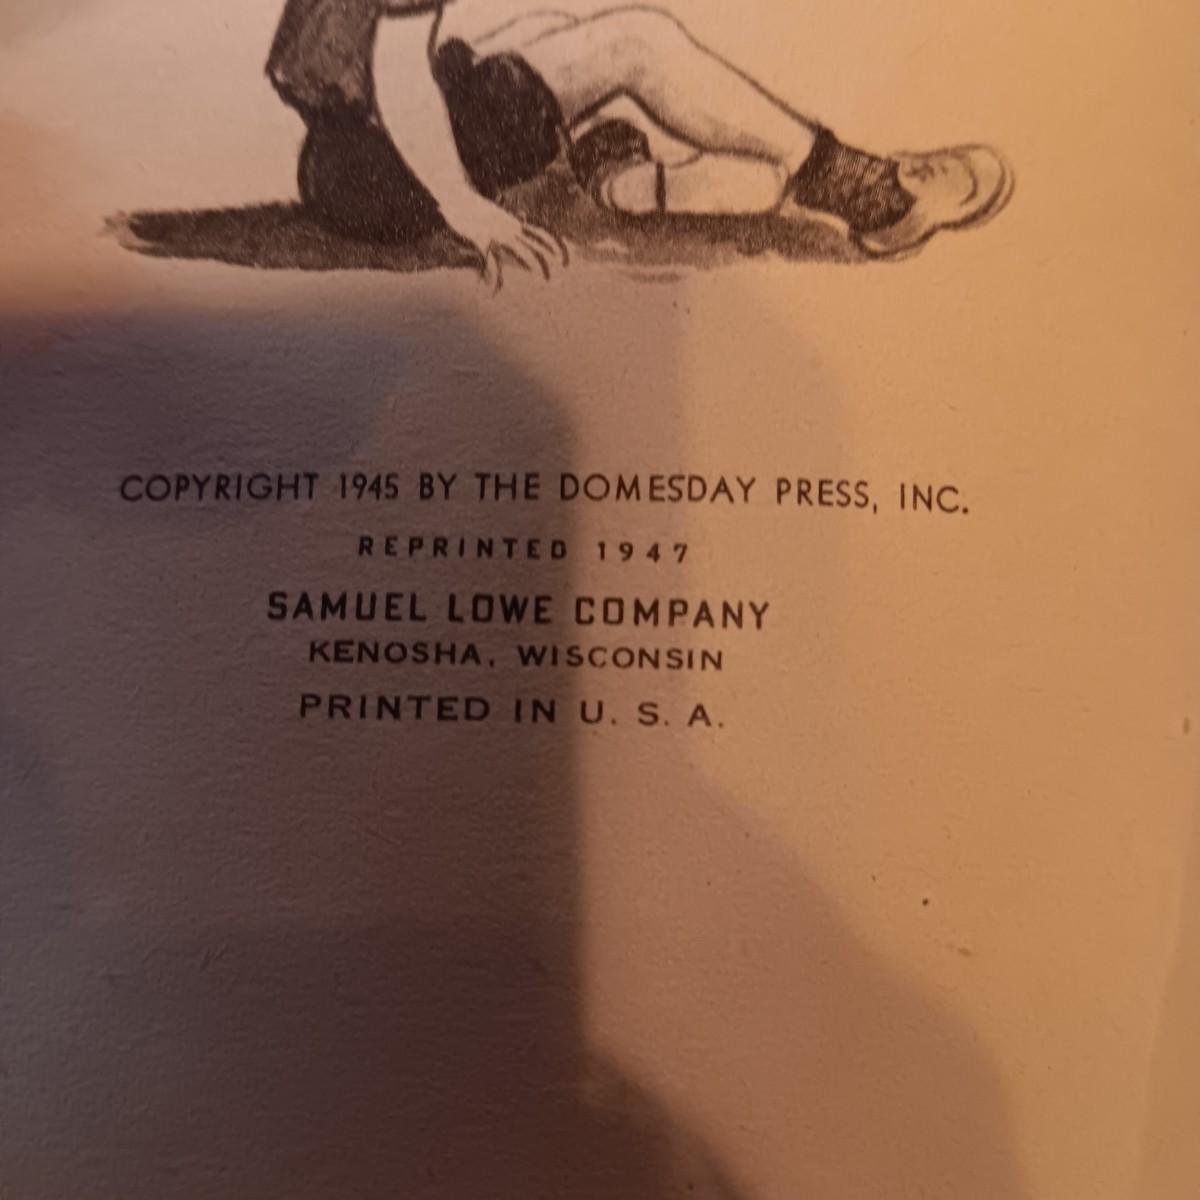 COPYRIGHT 1945 BY THE DOMESDAY PRESS, INC.
REPRINTED 1947
SAMUEL LOWE COMPANY
KENOSHA, WISCONSIN
PRINTED IN U. S. A.